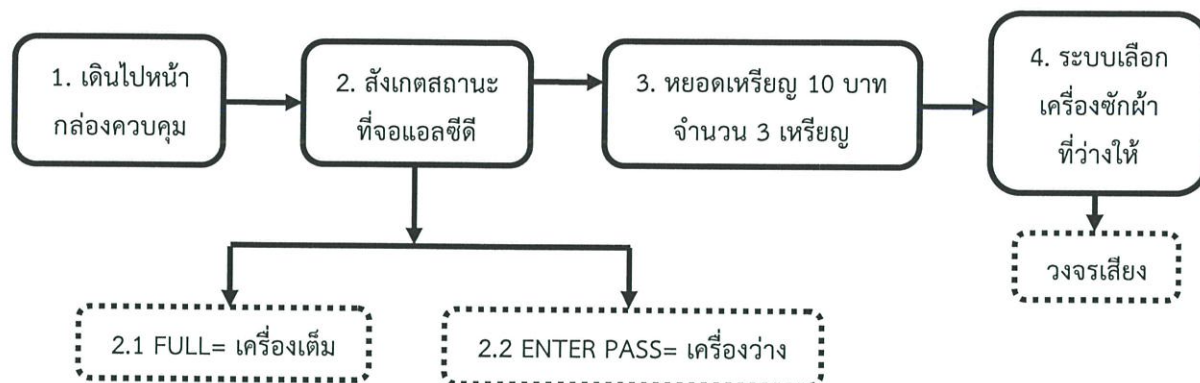 1. เดินไปหน้า
กล่องควบคุม
2. สังเกตสถานะ
ที่จอแอลซีดี
3. หยอดเหรียญ 10 บาท
จำนวน 3 เหรียญ
4. ระบบเลือก
เครื่องซักผ้า
ที่ว่างให้
วงจรเสียง
2.1 FULL= เครื่องเต็ม
2.2 ENTER PASS= เครื่องว่าง